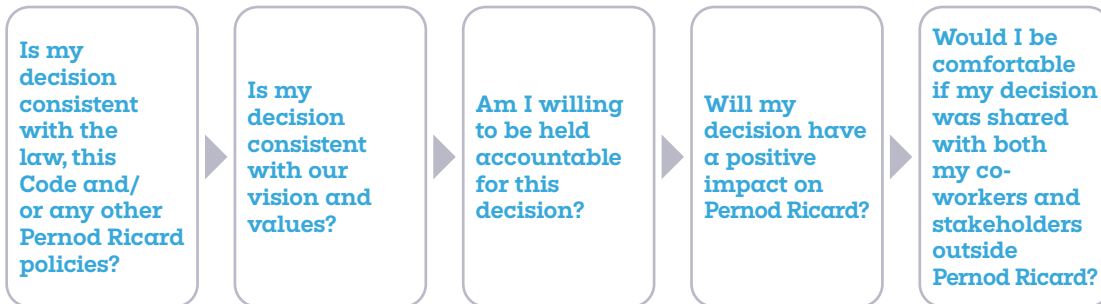 Is my
decision
consistent
with the
law, this
Code and/
or any other
Pernod Ricard
policies?
Is my
decision
consistent
with our
vision and
values?
Am I willing
to be held
accountable
for this
decision?
Will my
decision have
a positive
impact on
Pernod Ricard?
Would I be
comfortable
if my decision
was shared
with both
my co-
workers and
stakeholders
outside
Pernod Ricard?